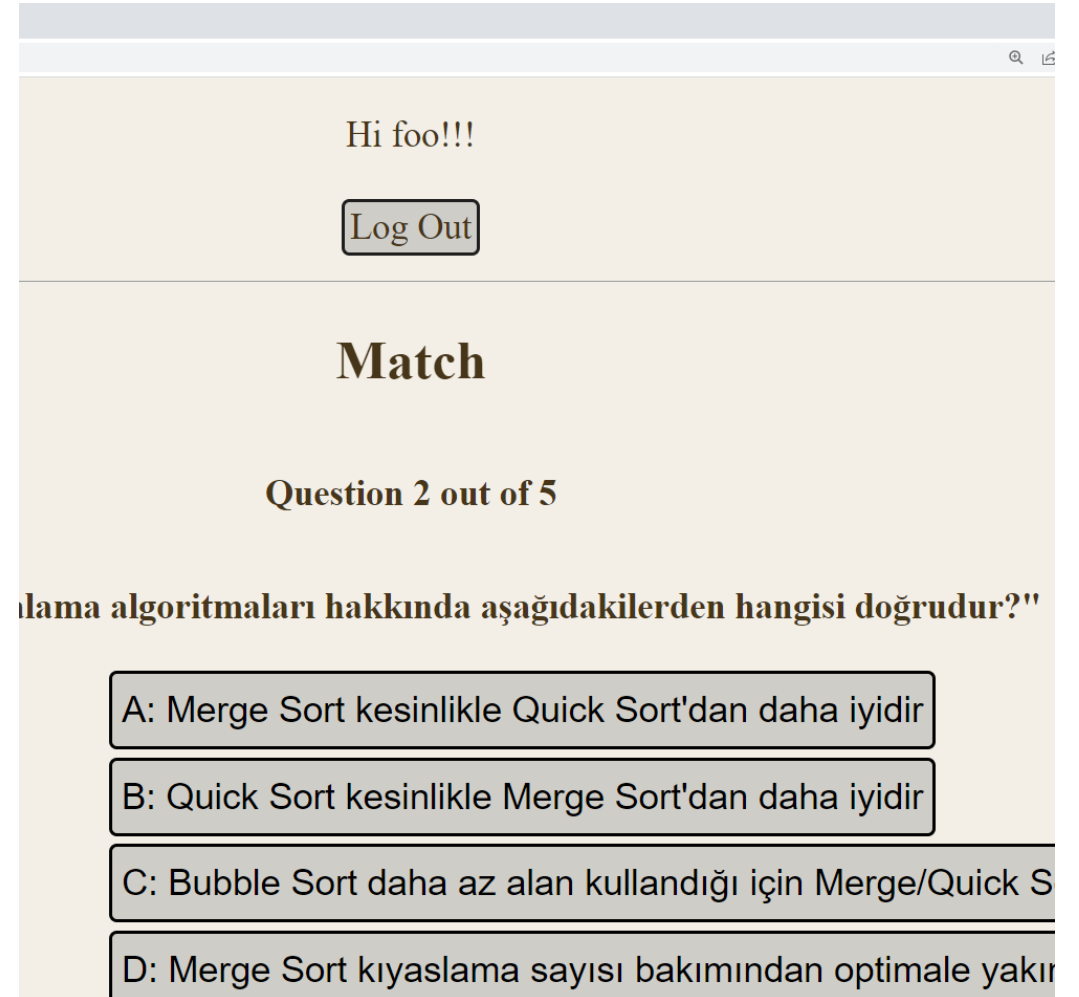 Hi foo!!!
Log Out
Match
Question 2 out of 5
algoritmaları hakkında aşağıdakilerden hangisi doğrudur?"
A: Merge Sort kesinlikle Quick Sort'dan daha iyidir
B: Quick Sort kesinlikle Merge Sort'dan daha iyidir
C: Bubble Sort daha az alan kullandığı için Merge/Quick
D: Merge Sort kıyaslama sayısı bakımından optimale